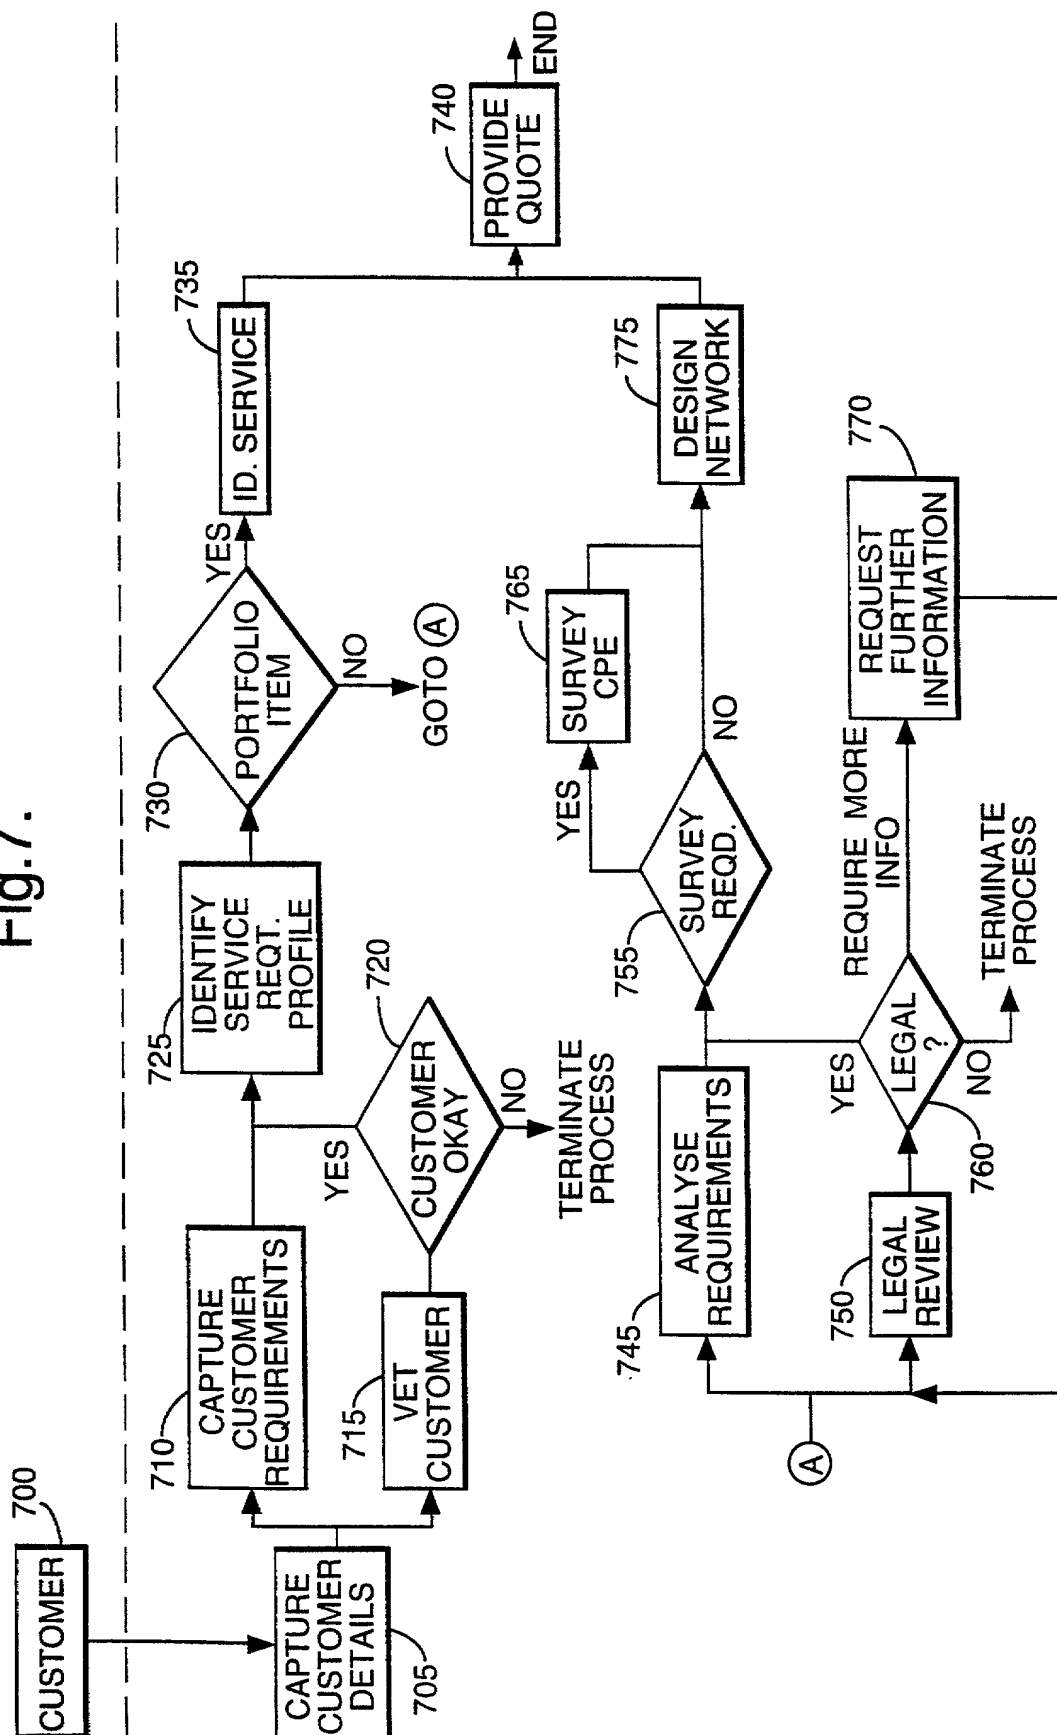 Fig.7.
CUSTOMER
700
CAPTURE
CUSTOMER
DETAILS
705
710
CAPTURE
CUSTOMER
REQUIREMENTS
715
VET
CUSTOMER
720
CUSTOMER
OKAY
YES
NO
TERMINATE
PROCESS
725
IDENTIFY
SERVICE
REQT.
PROFILE
730
PORTFOLIO
ITEM
YES
NO
GOTO A
735
ID. SERVICE
740
PROVIDE
QUOTE
END
A
745
ANALYSE
REQUIREMENTS
750
LEGAL
REVIEW
755
SURVEY
REQD.
YES
NO
760
LEGAL
?
YES
NO
TERMINATE
PROCESS
REQUIRE MORE
INFO
765
SURVEY
CPE
770
REQUEST
FURTHER
INFORMATION
775
DESIGN
NETWORK